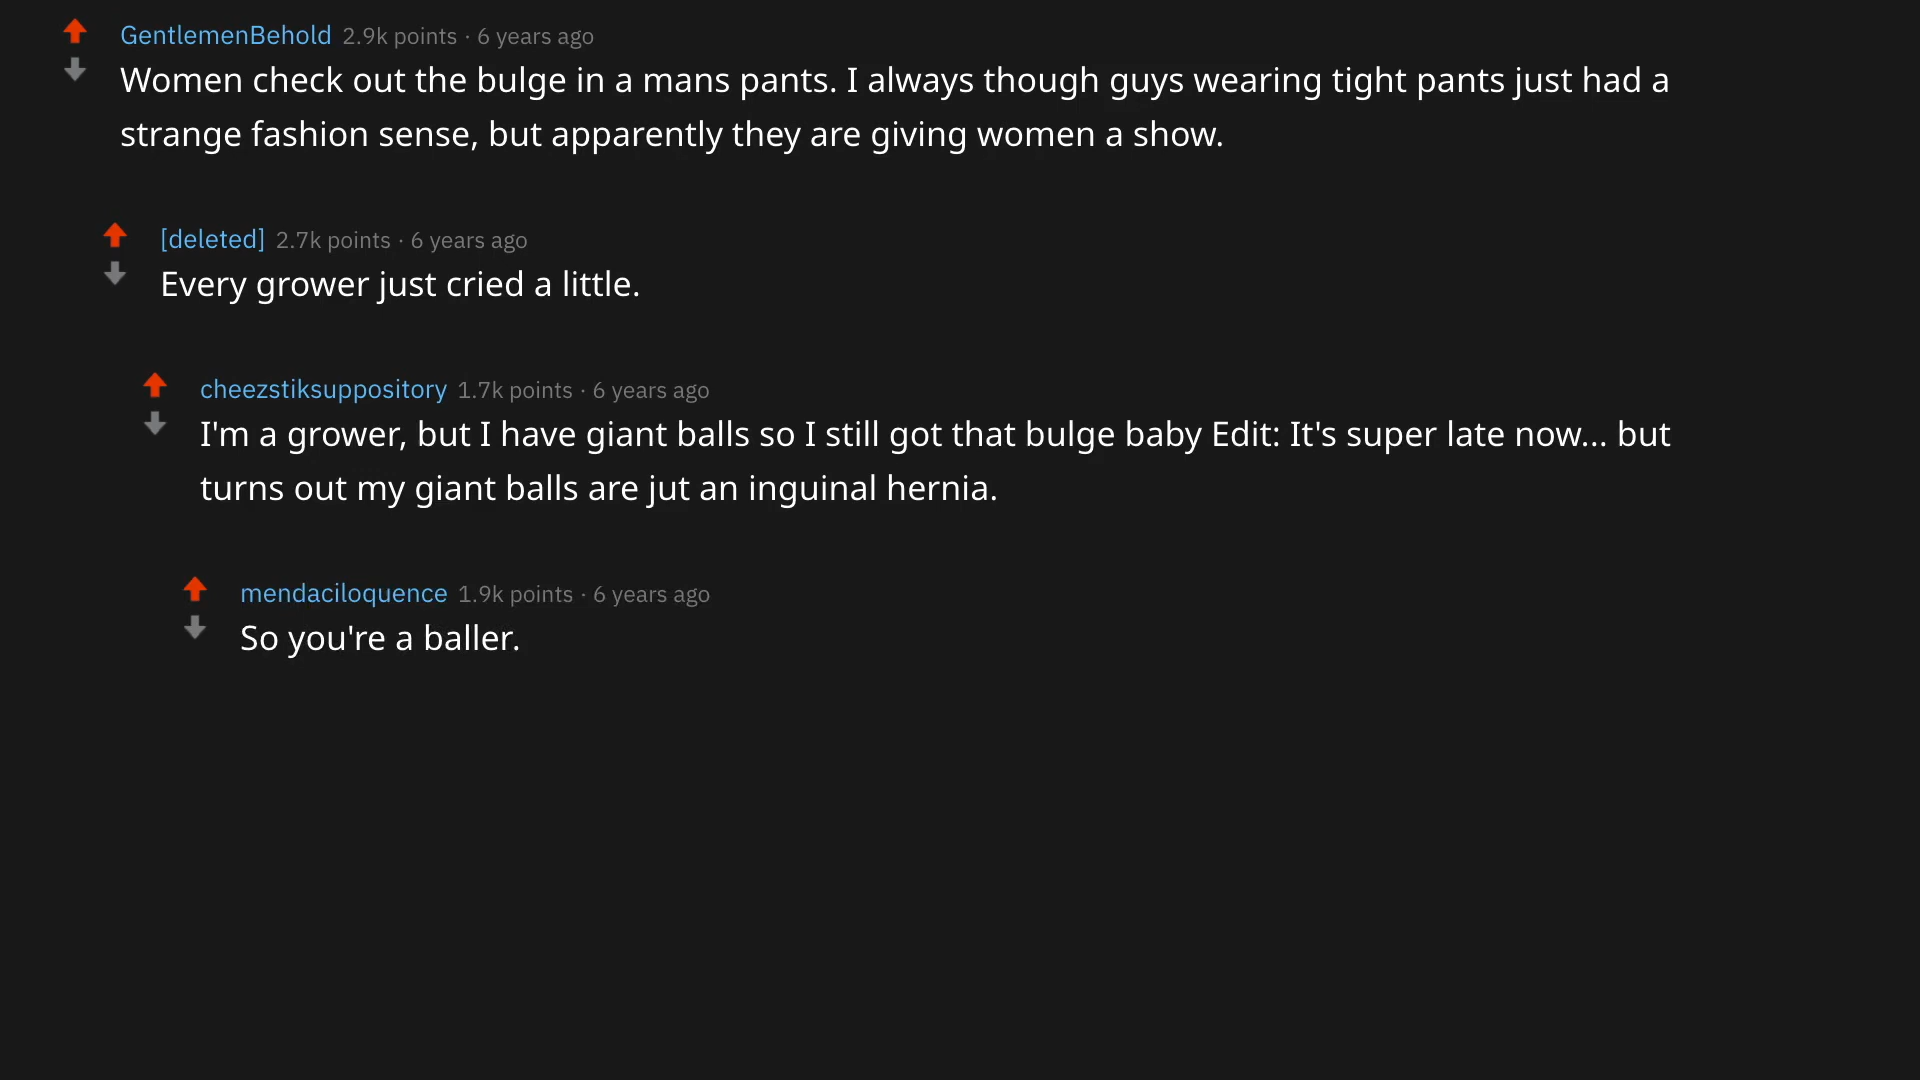 GentlemenBehold 2.9k points · 6 years ago
Women check out the bulge in a mans pants. I always though guys wearing tight pants just had a
strange fashion sense, but apparently they are giving women a show.
[deleted] 2.7k points · 6 years ago
Every grower just cried a little.
cheezstiksuppository 1.7k points · 6 years ago
I'm a grower, but I have giant balls so I still got that bulge baby Edit: It's super late now... but
turns out my giant balls are jut an inguinal hernia.
mendaciloquence 1.9k points · 6 years ago
So you're a baller.